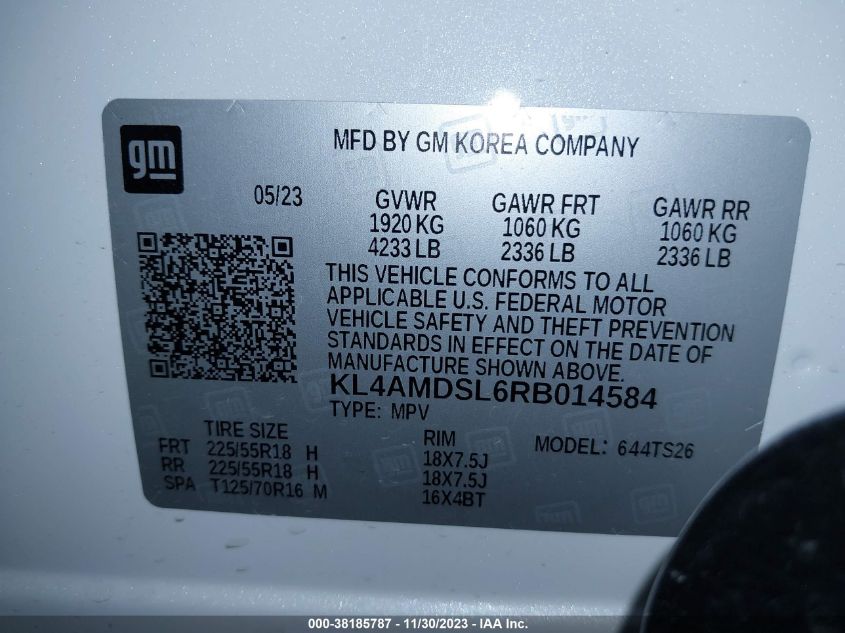 gm
MFD BY GM KOREA COMPANY
05/23
GVWR
1920 KG
4233 LB
GAWR FRT
1060 KG
2336 LB
GAWR RR
1060 KG
2336 LB
THIS VEHICLE CONFORMS TO ALL
APPLICABLE U.S. FEDERAL MOTOR
VEHICLE SAFETY AND THEFT PREVENTION
STANDARDS IN EFFECT ON THE DATE OF
MANUFACTURE SHOWN ABOVE.
KL4AMDSL6RB014584
TYPE: MPV
TIRE SIZE
FRT 225/55R18 H
RR 225/55R18 H
SPA T125/70R16 M
RIM
18X7.5J
18X7.5J
16X4BT
MODEL: 644TS26
000-38185787 - 11/30/2023 - IAA Inc.